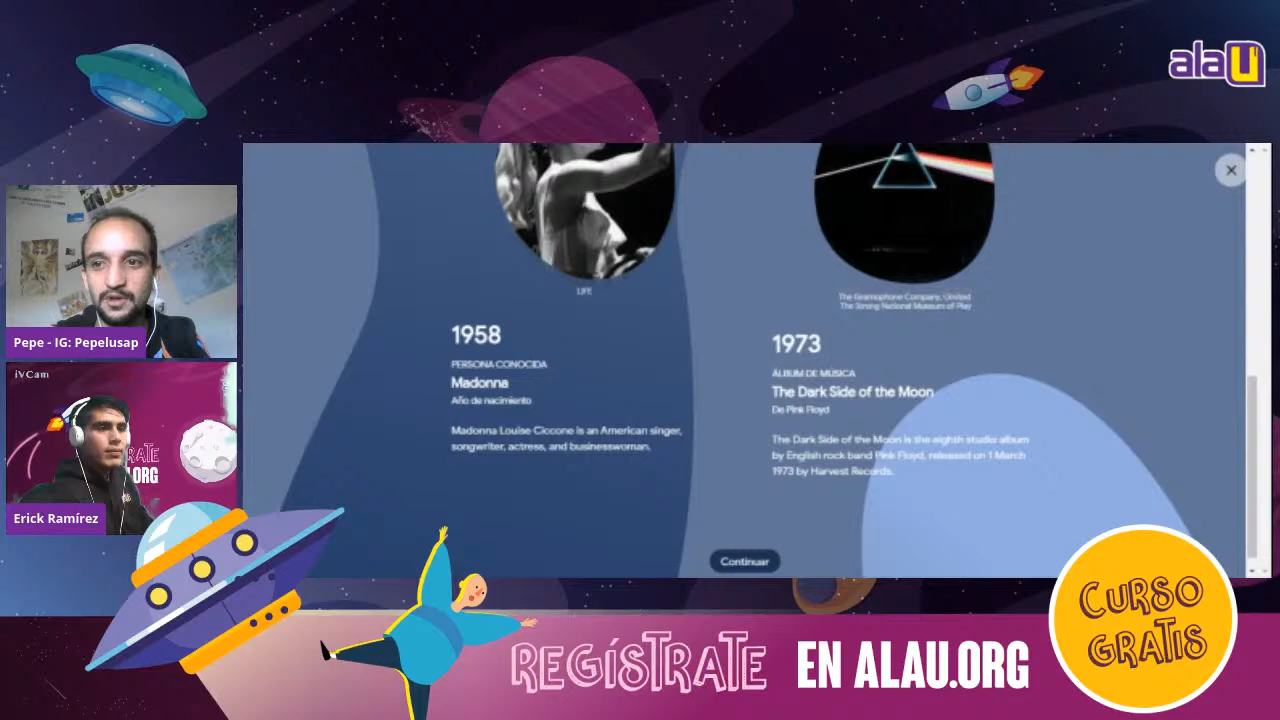 alaU
LIFE
1958
PERSONA CONOCIDA
Madonna
Año de nacimiento
Madonna Louise Ciccone is an American singer,
songwriter, actress, and businesswoman.
The Gramophone Company, United
The Strong National Museum of Play
1973
ÁLBUM DE MÚSICA
The Dark Side of the Moon
De Pink Floyd
The Dark Side of the Moon is the eighth studio album
by English rock band Pink Floyd, released on 1 March
1973 by Harvest Records.
Continuar
Pepe - IG: Pepelusap
iVCam
Erick Ramírez
REGÍSTRATE EN ALAU.ORG
CURSO
GRATIS